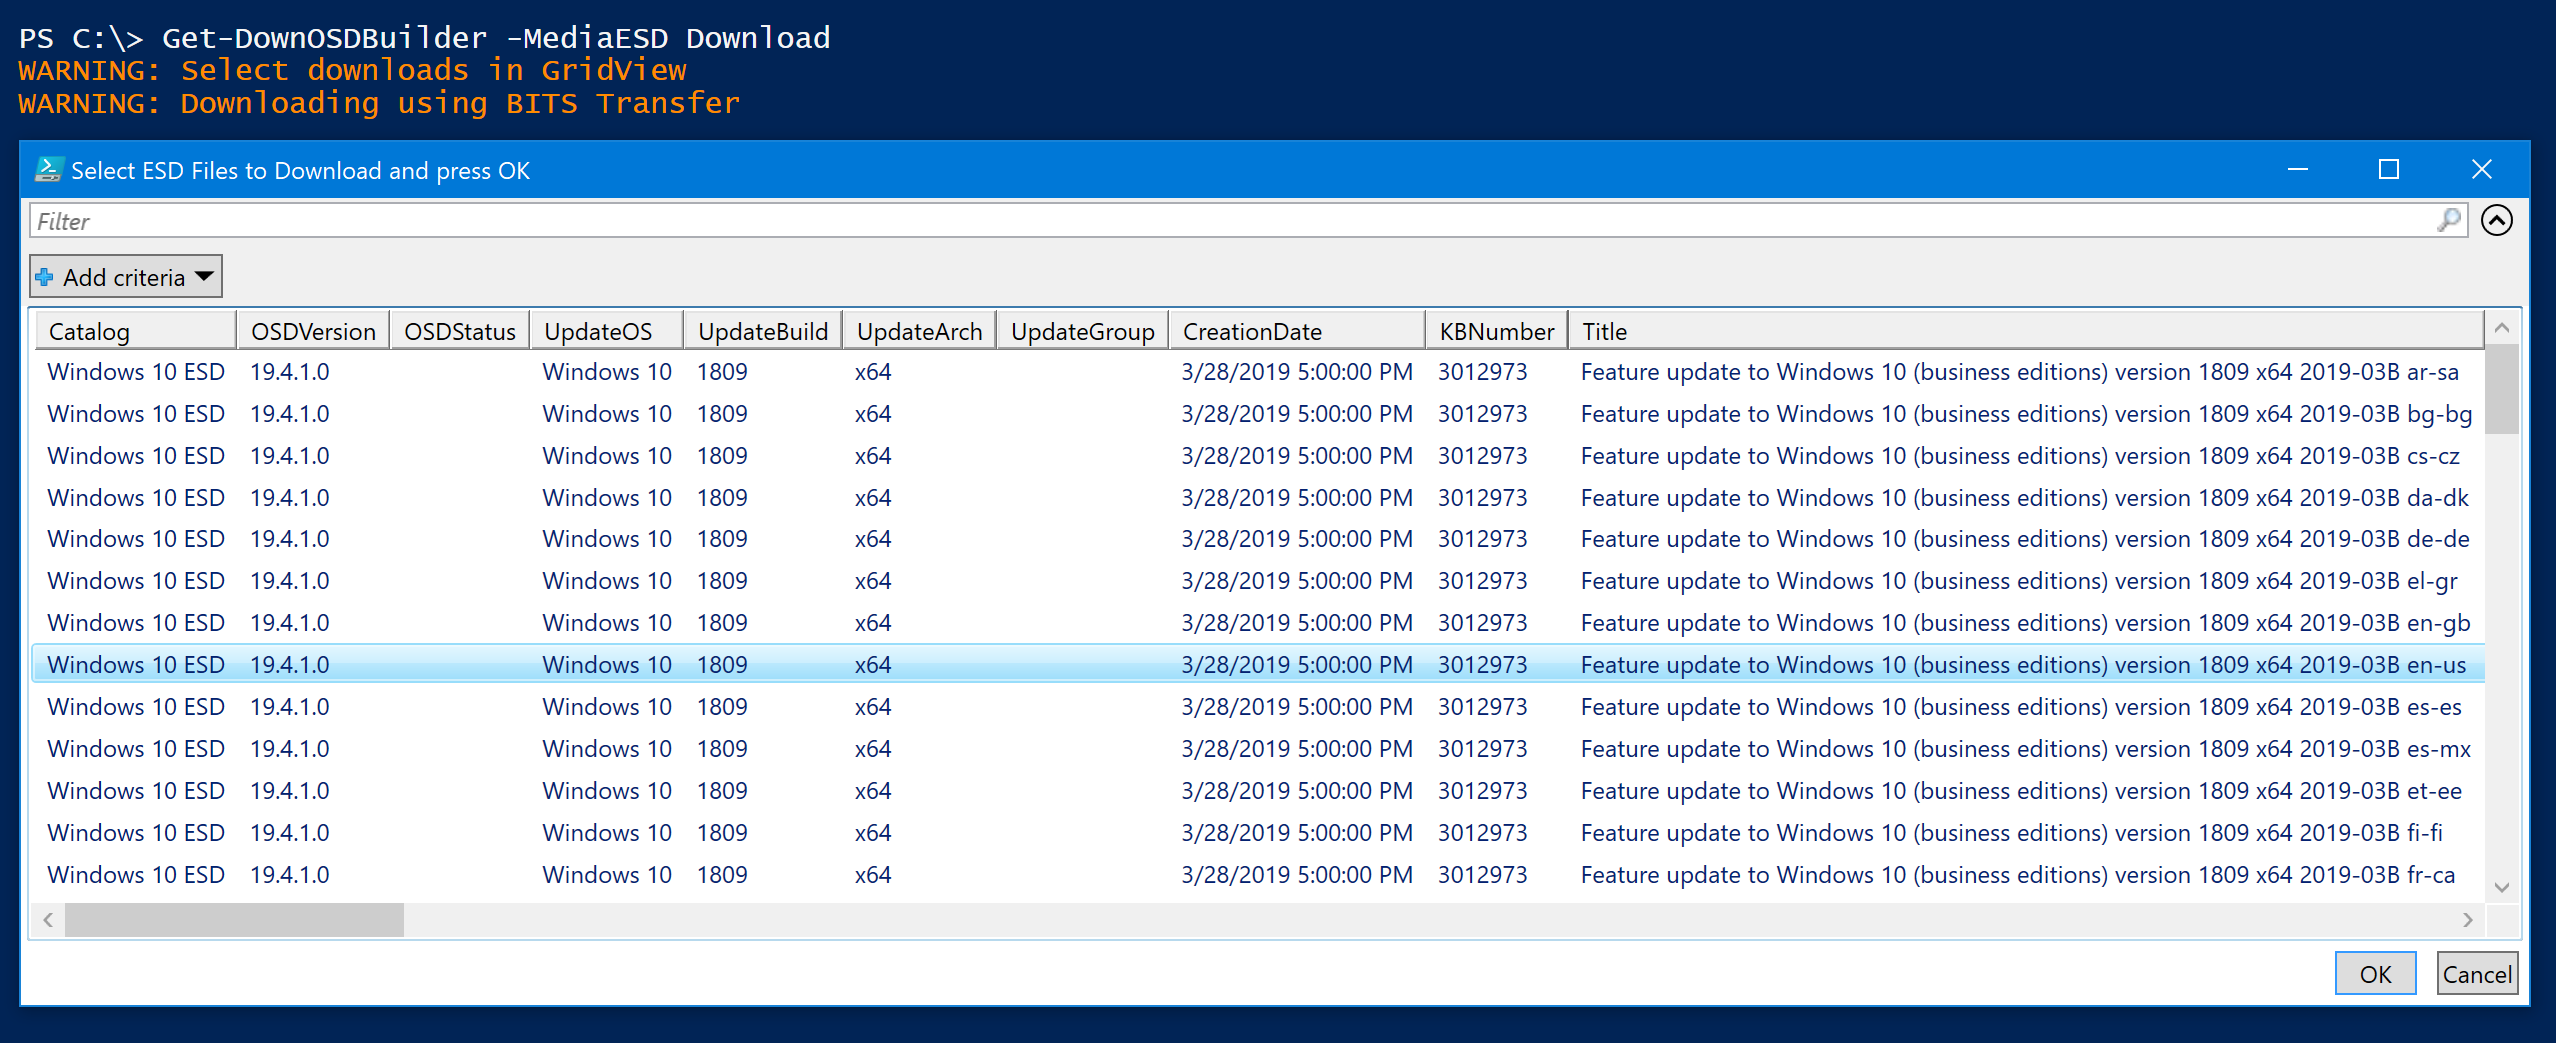 PS C:\> Get-DownOSDBuilder -MediaESD Download
WARNING: Select downloads in GridView
WARNING: Downloading using BITS Transfer
Select ESD Files to Download and press OK
Filter
Add criteria
Catalog OSDVersion OSDStatus UpdateOS UpdateBuild UpdateArch UpdateGroup CreationDate KBNumber Title
Windows 10 ESD 19.4.1.0 Windows 10 1809 x64 3/28/2019 5:00:00 PM 3012973 Feature update to Windows 10 (business editions) version 1809 x64 2019-03B ar-sa
Windows 10 ESD 19.4.1.0 Windows 10 1809 x64 3/28/2019 5:00:00 PM 3012973 Feature update to Windows 10 (business editions) version 1809 x64 2019-03B bg-bg
Windows 10 ESD 19.4.1.0 Windows 10 1809 x64 3/28/2019 5:00:00 PM 3012973 Feature update to Windows 10 (business editions) version 1809 x64 2019-03B cs-cz
Windows 10 ESD 19.4.1.0 Windows 10 1809 x64 3/28/2019 5:00:00 PM 3012973 Feature update to Windows 10 (business editions) version 1809 x64 2019-03B da-dk
Windows 10 ESD 19.4.1.0 Windows 10 1809 x64 3/28/2019 5:00:00 PM 3012973 Feature update to Windows 10 (business editions) version 1809 x64 2019-03B de-de
Windows 10 ESD 19.4.1.0 Windows 10 1809 x64 3/28/2019 5:00:00 PM 3012973 Feature update to Windows 10 (business editions) version 1809 x64 2019-03B el-gr
Windows 10 ESD 19.4.1.0 Windows 10 1809 x64 3/28/2019 5:00:00 PM 3012973 Feature update to Windows 10 (business editions) version 1809 x64 2019-03B en-gb
Windows 10 ESD 19.4.1.0 Windows 10 1809 x64 3/28/2019 5:00:00 PM 3012973 Feature update to Windows 10 (business editions) version 1809 x64 2019-03B en-us
Windows 10 ESD 19.4.1.0 Windows 10 1809 x64 3/28/2019 5:00:00 PM 3012973 Feature update to Windows 10 (business editions) version 1809 x64 2019-03B es-es
Windows 10 ESD 19.4.1.0 Windows 10 1809 x64 3/28/2019 5:00:00 PM 3012973 Feature update to Windows 10 (business editions) version 1809 x64 2019-03B es-mx
Windows 10 ESD 19.4.1.0 Windows 10 1809 x64 3/28/2019 5:00:00 PM 3012973 Feature update to Windows 10 (business editions) version 1809 x64 2019-03B et-ee
Windows 10 ESD 19.4.1.0 Windows 10 1809 x64 3/28/2019 5:00:00 PM 3012973 Feature update to Windows 10 (business editions) version 1809 x64 2019-03B fi-fi
Windows 10 ESD 19.4.1.0 Windows 10 1809 x64 3/28/2019 5:00:00 PM 3012973 Feature update to Windows 10 (business editions) version 1809 x64 2019-03B fr-ca
OK Cancel